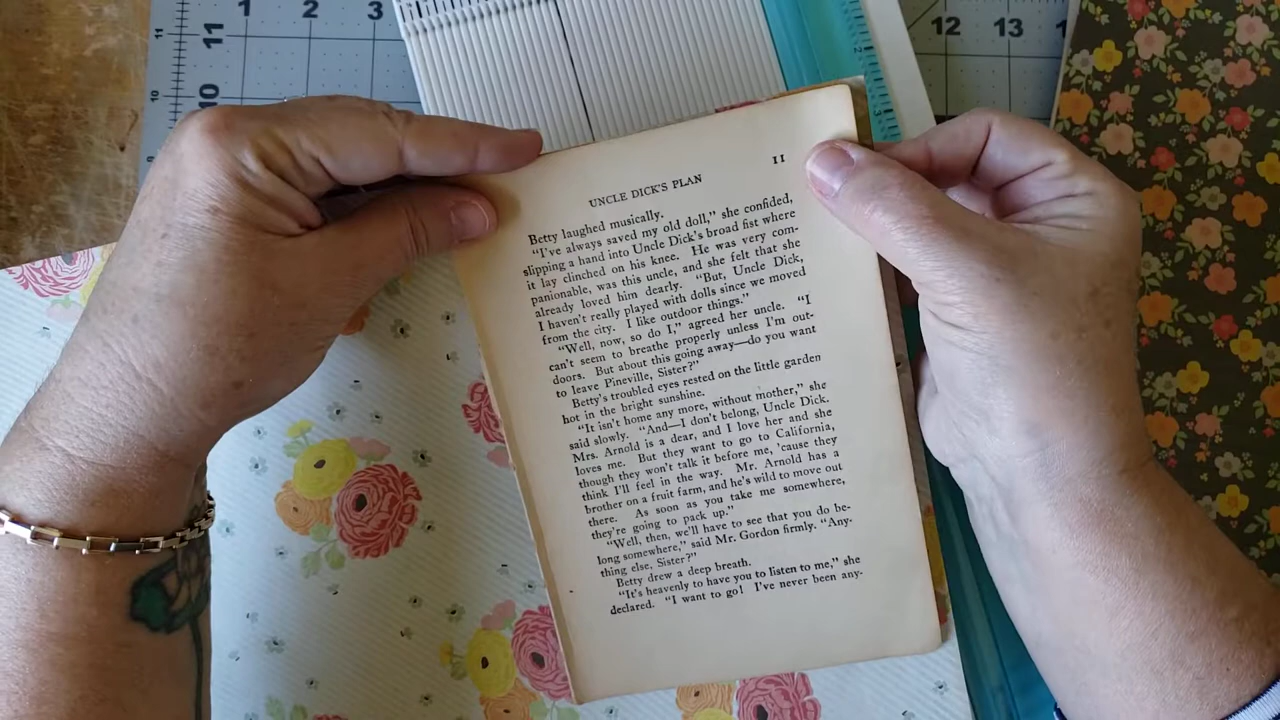 1 2 3
11
11
10
10
9
12 13 1
2
3
UNCLE DICK'S PLAN 11
Betty laughed musically.
"I've always saved my old doll," she confided,
slipping a hand into Uncle Dick's broad fist where
it lay clinched on his knee. He was very com-
panionable, was this uncle, and she felt that she
already loved him dearly. "But, Uncle Dick,
I haven't really played with dolls since we moved
from the city. I like outdoor things."
"Well, now, so do I," agreed her uncle. "I
can't seem to breathe properly unless I'm out-
doors. But about this going away—do you want
to leave Pineville, Sister?"
Betty's troubled eyes rested on the little garden
hot in the bright sunshine.
"It isn't home any more, without mother," she
said slowly. "And—I don't belong, Uncle Dick.
Mrs. Arnold is a dear, and I love her and she
loves me. But they want to go to California,
though they won't talk it before me, 'cause they
think I'll feel in the way. Mr. Arnold has a
brother on a fruit farm, and he's wild to move out
there. As soon as you take me somewhere,
they're going to pack up."
"Well, then, we'll have to see that you do be-
long somewhere," said Mr. Gordon firmly. "Any-
thing else, Sister?"
Betty drew a deep breath.
"It's heavenly to have you to listen to me," she
declared. "I want to go! I've never been any-